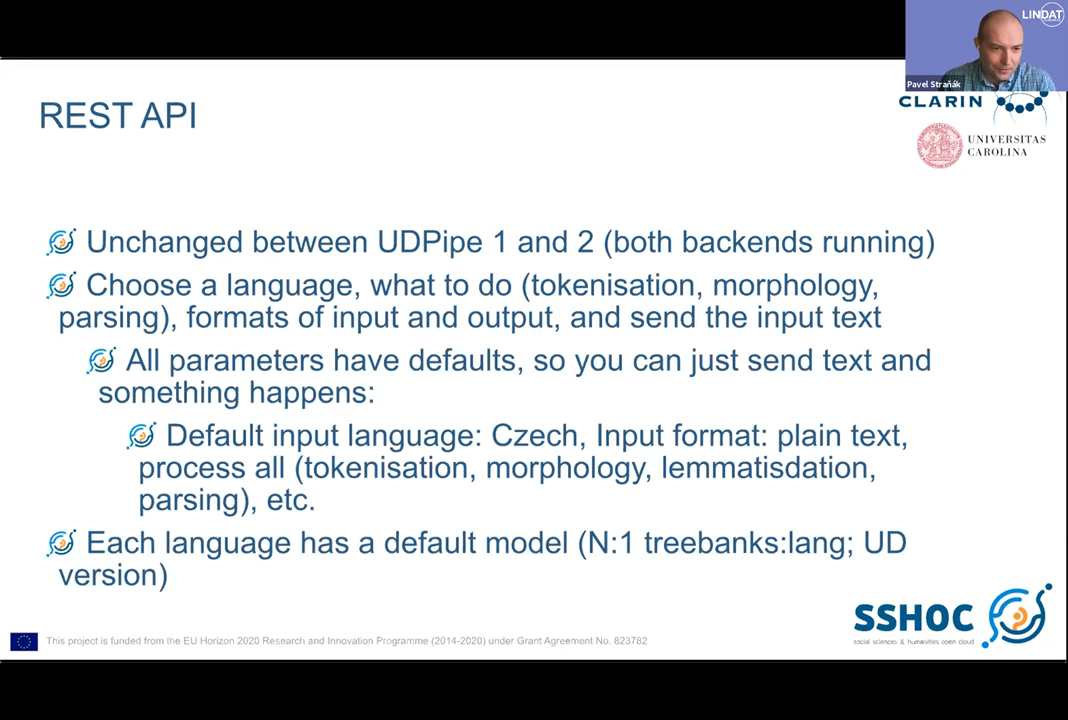 LINDAT
Pavel Straňák
CLARIN
REST API
UNIVERSITAS
CAROLINA
Unchanged between UDPipe 1 and 2 (both backends running)
Choose a language, what to do (tokenisation, morphology,
parsing), formats of input and output, and send the input text
All parameters have defaults, so you can just send text and
something happens:
Default input language: Czech, Input format: plain text,
process all (tokenisation, morphology, lemmatisdation,
parsing), etc.
Each language has a default model (N:1 treebanks:lang; UD
version)
SSHOC
social sciences & humanities open cloud
This project is funded from the EU Horizon 2020 Research and Innovation Programme (2014-2020) under Grant Agreement No. 823782